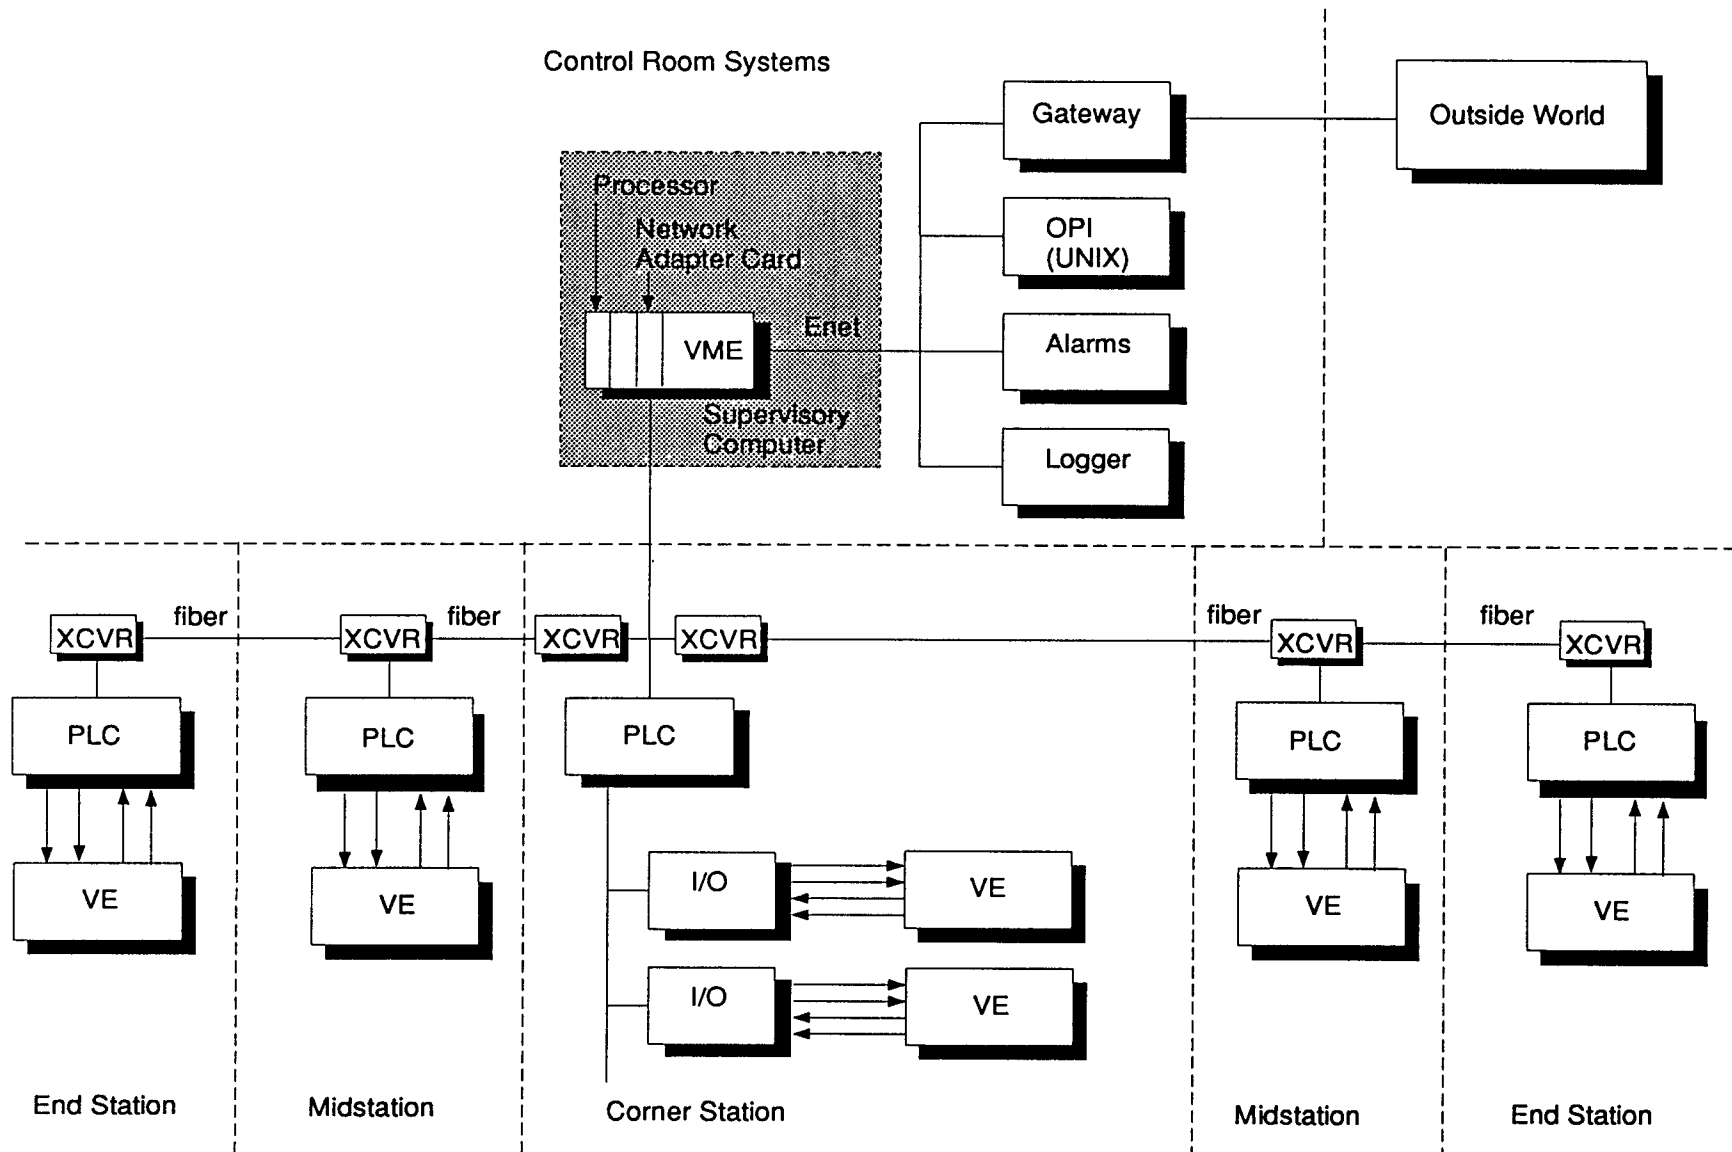 Control Room Systems
Gateway
Outside World
Processor
Network
Adapter Card
OPI
(UNIX)
Enet
VME
Alarms
Supervisory
Computer
Logger
fiber
fiber
fiber
fiber
XCVR
XCVR
XCVR
XCVR
XCVR
XCVR
PLC
PLC
PLC
PLC
PLC
VE
VE
I/O
VE
VE
VE
I/O
VE
End Station
Midstation
Corner Station
Midstation
End Station